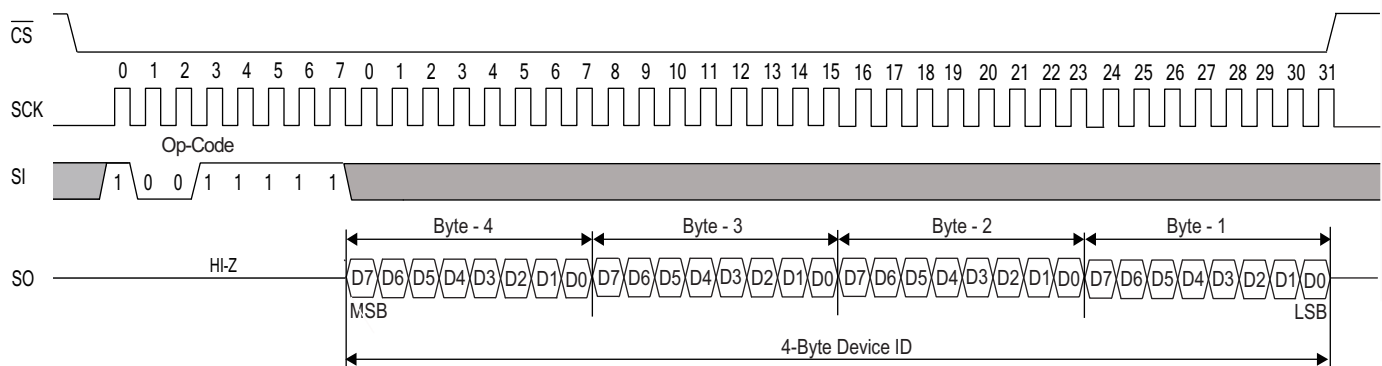 CS
0 1 2 3 4 5 6 7 0 1 2 3 4 5 6 7 8 9 10 11 12 13 14 15 16 17 18 19 20 21 22 23 24 25 26 27 28 29 30 31
SCK
Op-Code
SI 1 0 0 1 1 1 1 1
Byte - 4 Byte - 3 Byte - 2 Byte - 1
SO HI-Z D7 D6 D5 D4 D3 D2 D1 D0 D7 D6 D5 D4 D3 D2 D1 D0 D7 D6 D5 D4 D3 D2 D1 D0 D7 D6 D5 D4 D3 D2 D1 D0
MSB LSB
4-Byte Device ID